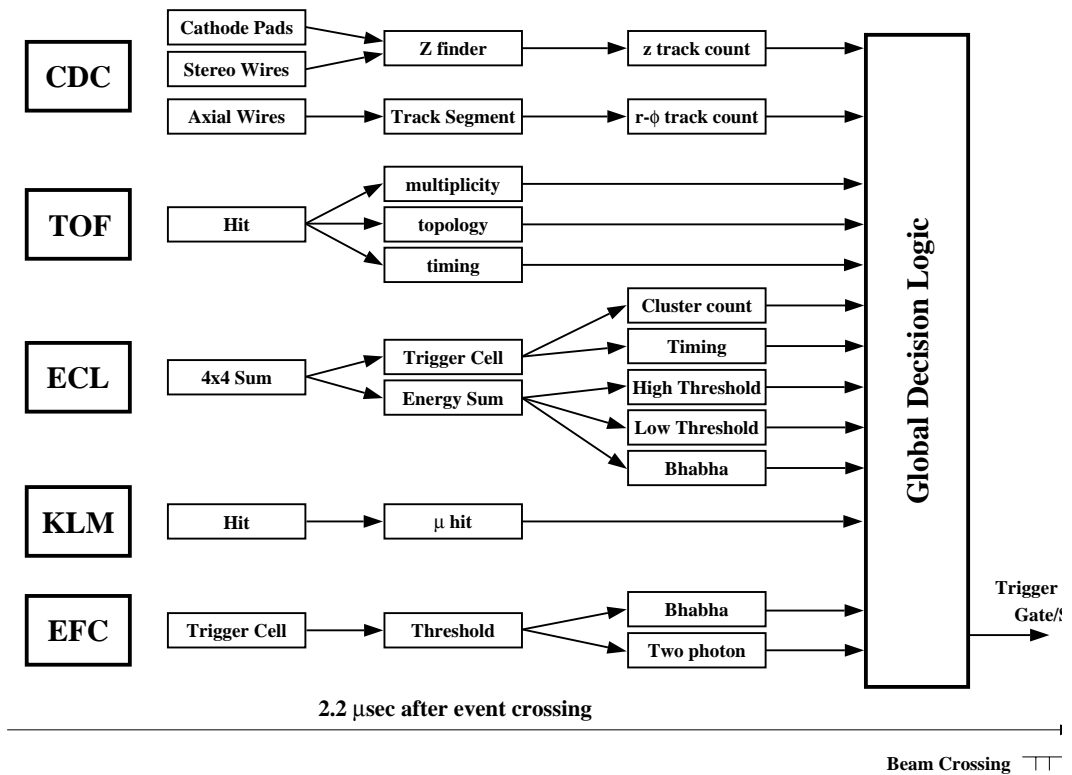 CDC
Cathode Pads
Stereo Wires
Axial Wires
Z finder
Track Segment
z track count
r-φ track count
TOF
Hit
multiplicity
topology
timing
ECL
4x4 Sum
Trigger Cell
Energy Sum
Cluster count
Timing
High Threshold
Low Threshold
Bhabha
KLM
Hit
μ hit
EFC
Trigger Cell
Threshold
Bhabha
Two photon
Global Decision Logic
Trigger
Gate/
2.2 μsec after event crossing
Beam Crossing